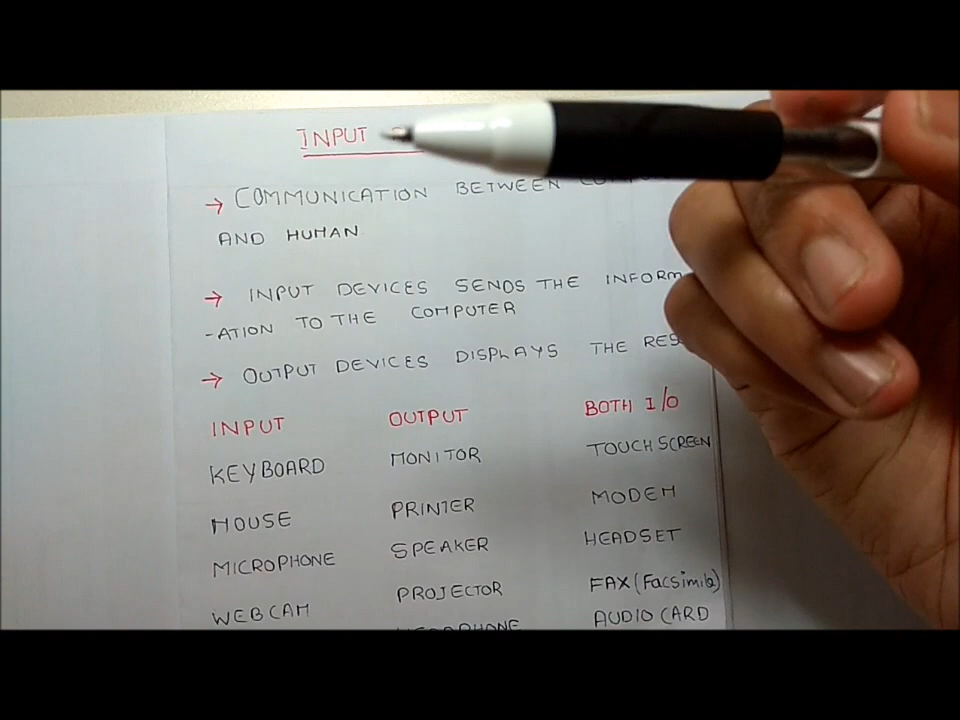 INPUT
→ COMMUNICATION BETWEEN
AND HUMAN
→ INPUT DEVICES SENDS THE INFORM
-ATION TO THE COMPUTER
→ OUTPUT DEVICES DISPLAYS THE RES
INPUT OUTPUT BOTH I/O
KEYBOARD MONITOR TOUCH SCREEN
MOUSE PRINTER MODEM
MICROPHONE SPEAKER HEADSET
WEBCAM PROJECTOR FAX (Facsimila)
AUDIO CARD